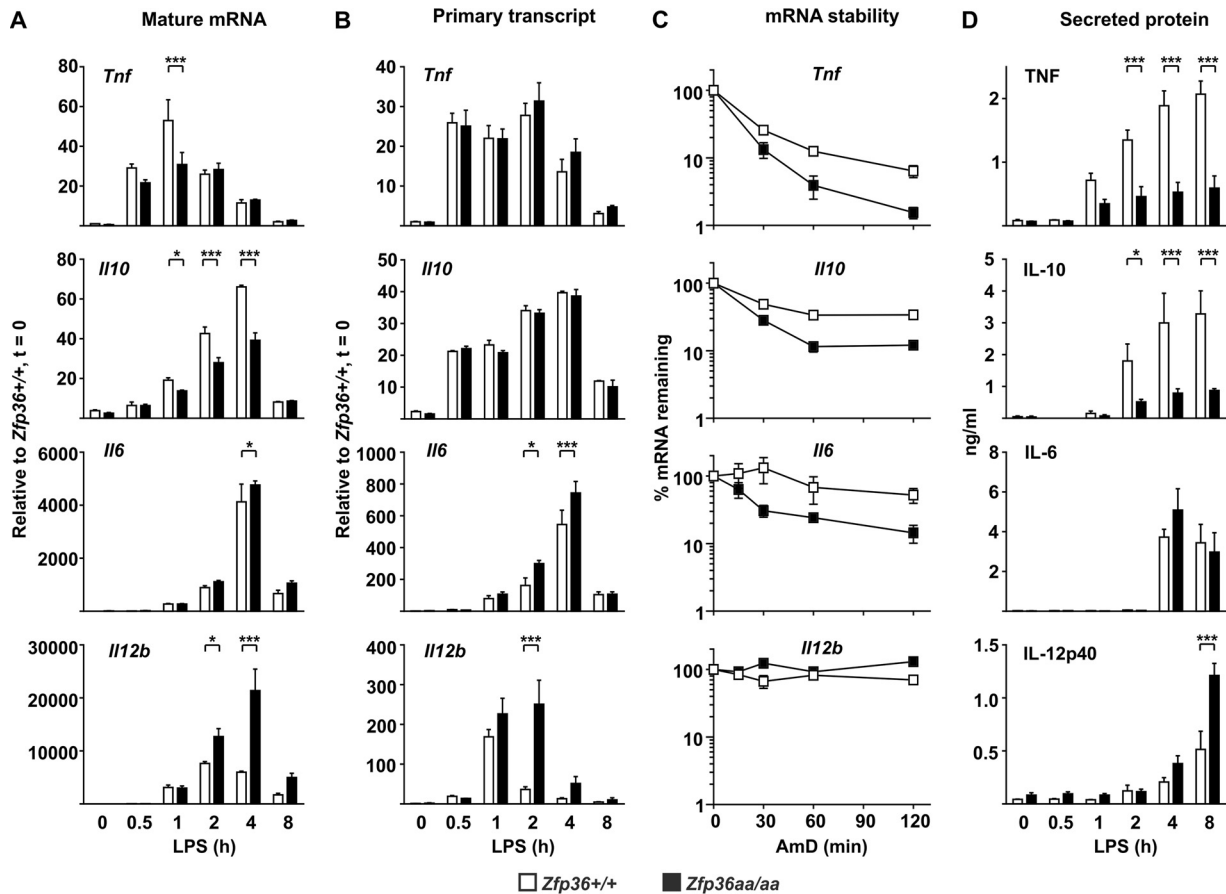 A Mature mRNA
B Primary transcript
C mRNA stability
D Secreted protein
Tnf
***
80
60
40
20
Tnf
40
30
20
10
0
Tnf
100
10
1
TNF
*** *** ***
2
1
Il10
* *** ***
80
60
40
20
0
Il10
50
40
30
20
10
0
Il10
100
10
1
IL-10
* *** ***
5
4
3
2
1
0
Il6
*
6000
4000
2000
Il6
* ***
1000
800
600
400
200
0
Il6
100
10
1
IL-6
8
6
4
2
Il12b
* ***
30000
20000
10000
Il12b
***
400
300
200
100
0
Il12b
100
10
1
IL-12p40
***
1.5
1.0
0.5
Relative to Zfp36+/+, t = 0
Relative to Zfp36+/+, t = 0
% mRNA remaining
ng/ml
0 0.5 1 2 4 8
LPS (h)
0 0.5 1 2 4 8
LPS (h)
0 30 60 90 120
AmD (min)
0 0.5 1 2 4 8
LPS (h)
Zfp36+/+ Zfp36aa/aa